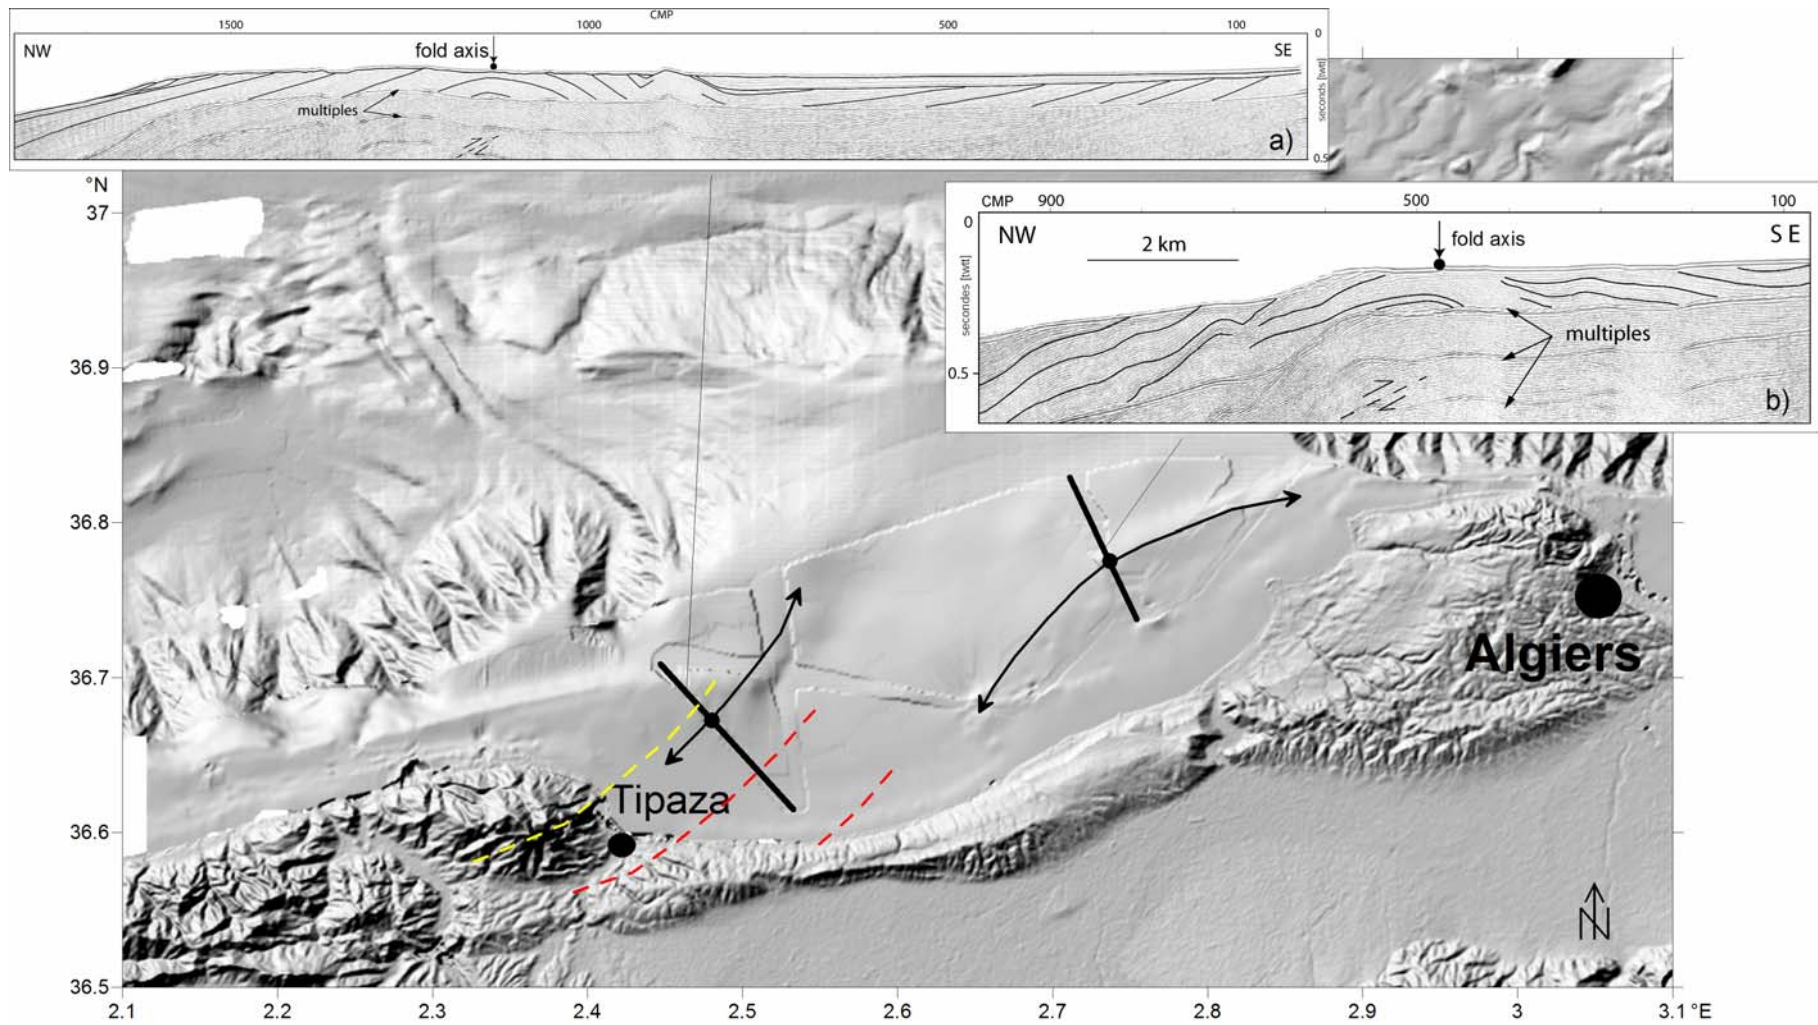 1500 1000 CMP 500 100
NW fold axis SE 0
multiples
seconds [twtt]
a)
0.5
°N
37
36.9
36.8
36.7
36.6
36.5
CMP 900 500 100
0
NW 2 km fold axis SE
secondes [twtt]
multiples
0.5
b)
Algiers
Tipaza
N
2.1 2.2 2.3 2.4 2.5 2.6 2.7 2.8 2.9 3 3.1 °E